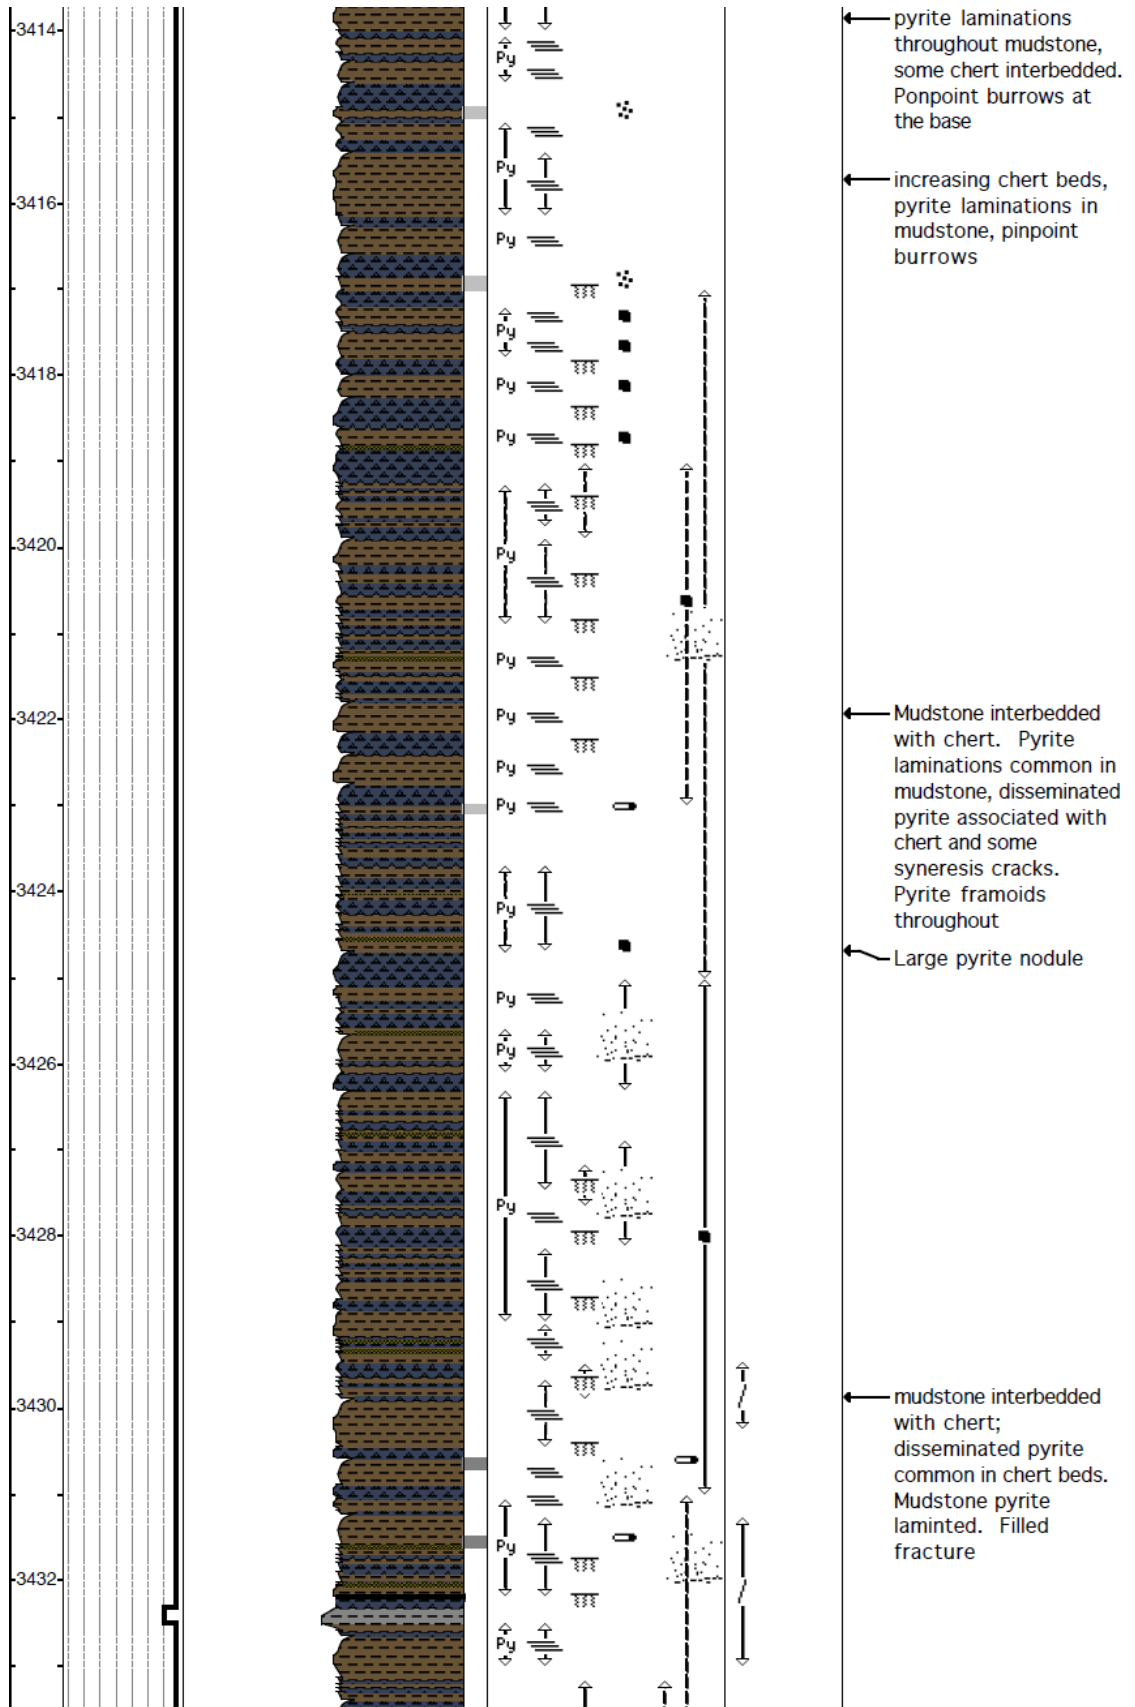 3414
pyrite laminations
throughout mudstone,
some chert interbedded.
Ponpoint burrows at
the base
Py
Py
increasing chert beds,
pyrite laminations in
mudstone, pinpoint
burrows
3416
Py
Py
3418
Py
Py
3420
Py
Py
3422
Py
Mudstone interbedded
with chert. Pyrite
laminations common in
mudstone, disseminated
pyrite associated with
chert and some
syneresis cracks.
Pyrite framoids
throughout
Py
Py
3424
Py
Large pyrite nodule
Py
Py
3426
Py
3428
3430
mudstone interbedded
with chert;
disseminated pyrite
common in chert beds.
Mudstone pyrite
laminted. Filled
fracture
Py
3432
Py